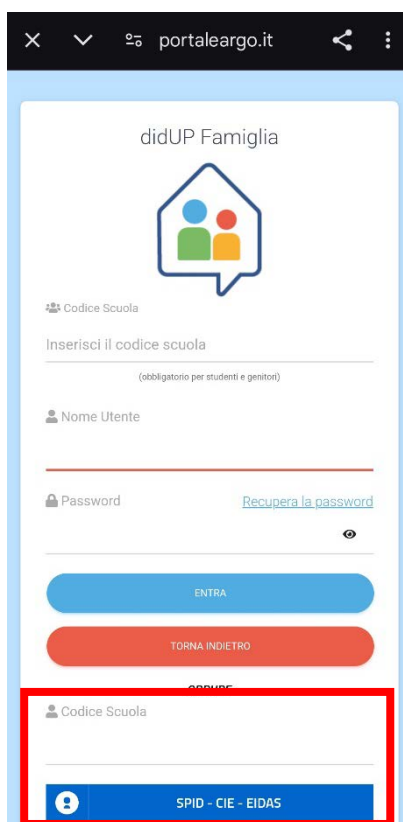 portaleargo.it
didUP Famiglia
Codice Scuola
Inserisci il codice scuola
(obbligatorio per studenti e genitori)
Nome Utente
Password Recupera la password
ENTRA
TORNA INDIETRO
OPPURE
Codice Scuola
SPID - CIE - EIDAS